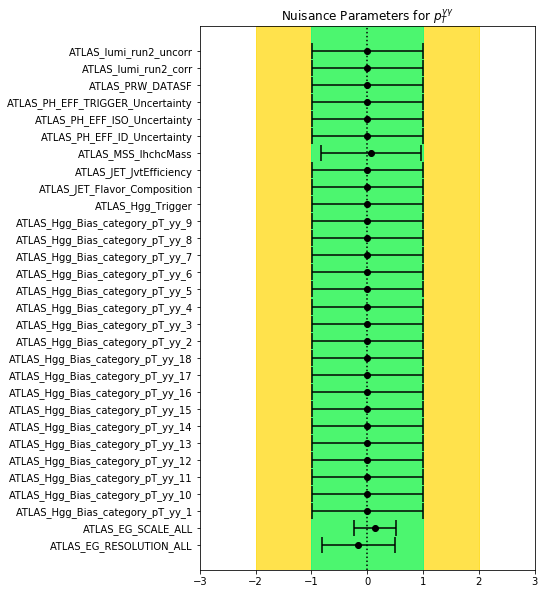 Nuisance Parameters for $p_T^{\gamma\gamma}$
ATLAS_lumi_run2_uncorr
ATLAS_lumi_run2_corr
ATLAS_PRW_DATASF
ATLAS_PH_EFF_TRIGGER_Uncertainty
ATLAS_PH_EFF_ISO_Uncertainty
ATLAS_PH_EFF_ID_Uncertainty
ATLAS_MSS_lhchcMass
ATLAS_JET_JvtEfficiency
ATLAS_JET_Flavor_Composition
ATLAS_Hgg_Trigger
ATLAS_Hgg_Bias_category_pT_yy_9
ATLAS_Hgg_Bias_category_pT_yy_8
ATLAS_Hgg_Bias_category_pT_yy_7
ATLAS_Hgg_Bias_category_pT_yy_6
ATLAS_Hgg_Bias_category_pT_yy_5
ATLAS_Hgg_Bias_category_pT_yy_4
ATLAS_Hgg_Bias_category_pT_yy_3
ATLAS_Hgg_Bias_category_pT_yy_2
ATLAS_Hgg_Bias_category_pT_yy_18
ATLAS_Hgg_Bias_category_pT_yy_17
ATLAS_Hgg_Bias_category_pT_yy_16
ATLAS_Hgg_Bias_category_pT_yy_15
ATLAS_Hgg_Bias_category_pT_yy_14
ATLAS_Hgg_Bias_category_pT_yy_13
ATLAS_Hgg_Bias_category_pT_yy_12
ATLAS_Hgg_Bias_category_pT_yy_11
ATLAS_Hgg_Bias_category_pT_yy_10
ATLAS_Hgg_Bias_category_pT_yy_1
ATLAS_EG_SCALE_ALL
ATLAS_EG_RESOLUTION_ALL
−3 −2 −1 0 1 2 3